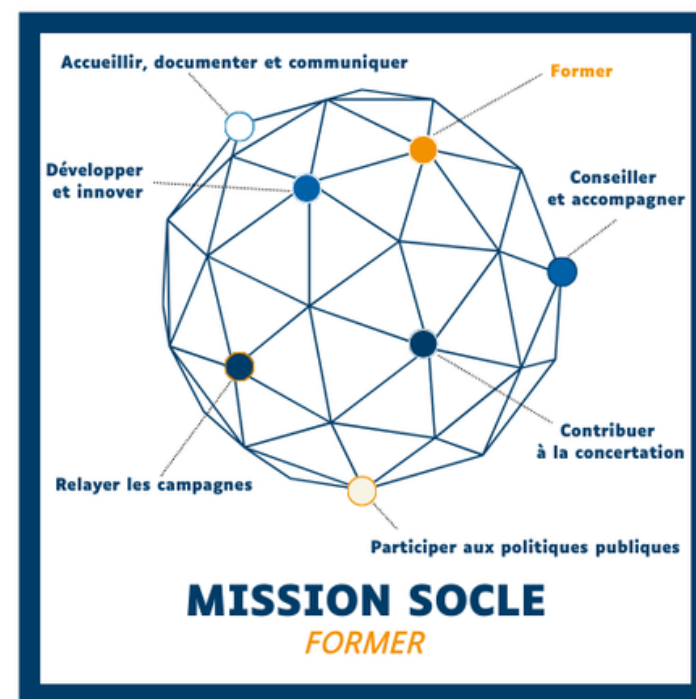 Accueillir, documenter et communiquer
Former
Développer
et innover
Conseiller
et accompagner
Contribuer
à la concertation
Relayer les campagnes
Participer aux politiques publiques
MISSION SOCLE
FORMER